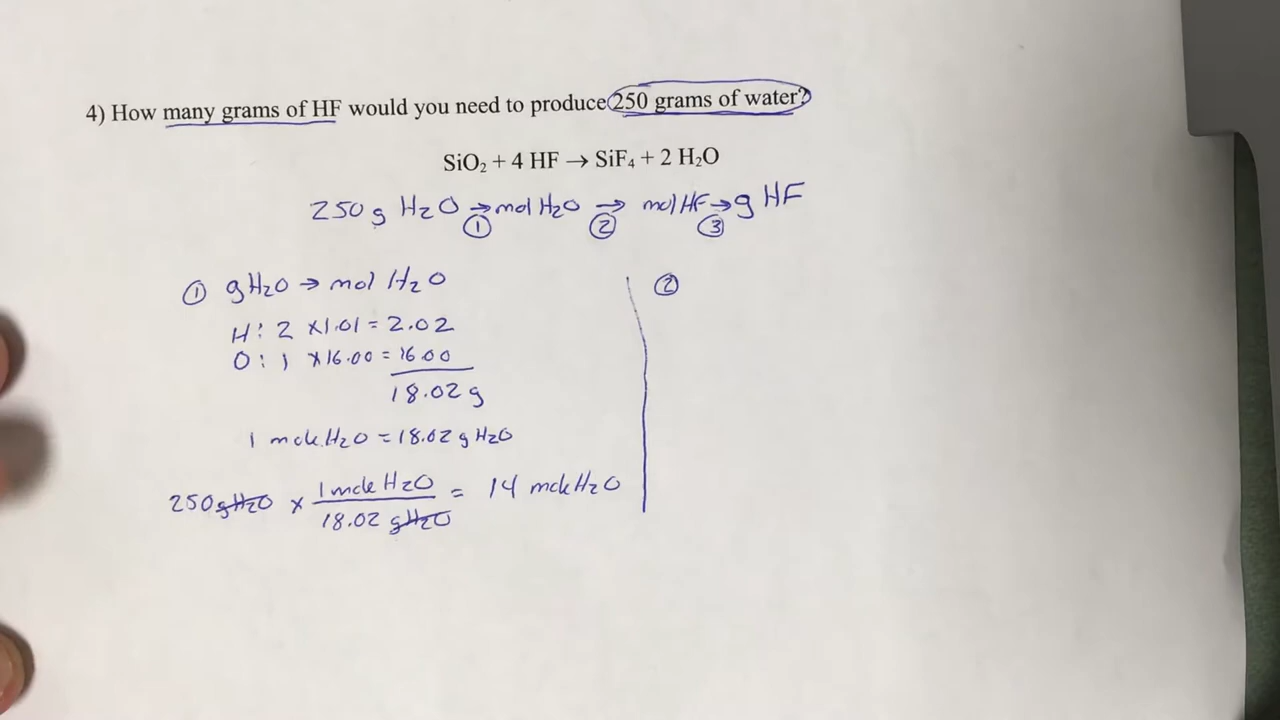 4) How many grams of HF would you need to produce 250 grams of water?
SiO₂ + 4 HF → SiF₄ + 2 H₂O
250 g H₂O → mol H₂O → mol HF → g HF
① ② ③
① g H₂O → mol H₂O
H: 2 × 1.01 = 2.02
O: 1 × 16.00 = 16.00
18.02 g
1 mole H₂O = 18.02 g H₂O
250 g H₂O × 1 mole H₂O = 14 mole H₂O
18.02 g H₂O
②